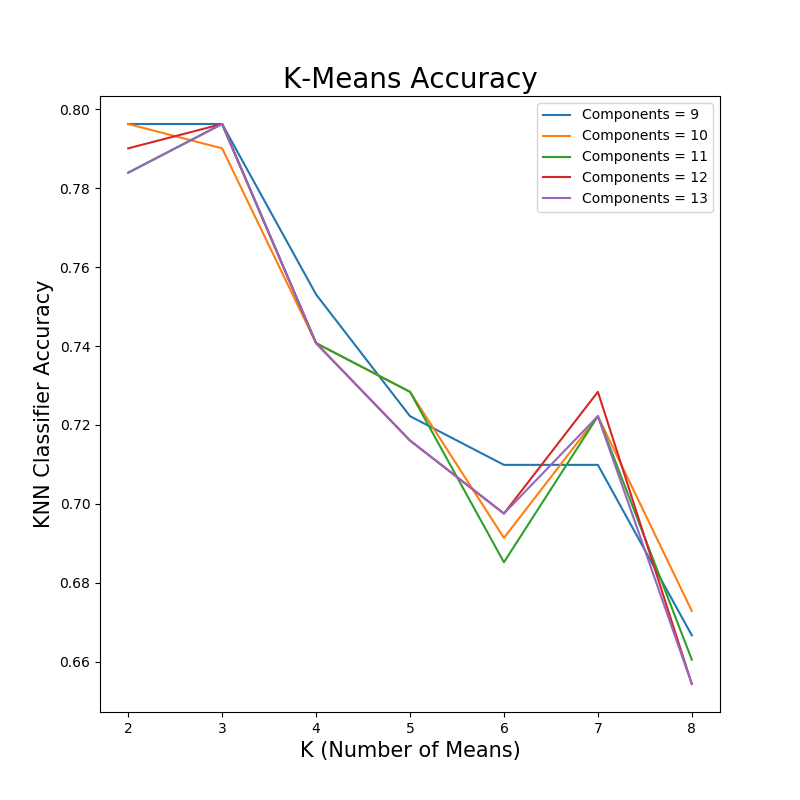 K-Means Accuracy
Components = 9
Components = 10
Components = 11
Components = 12
Components = 13
KNN Classifier Accuracy
0.80
0.78
0.76
0.74
0.72
0.70
0.68
0.66
2 3 4 5 6 7 8
K (Number of Means)